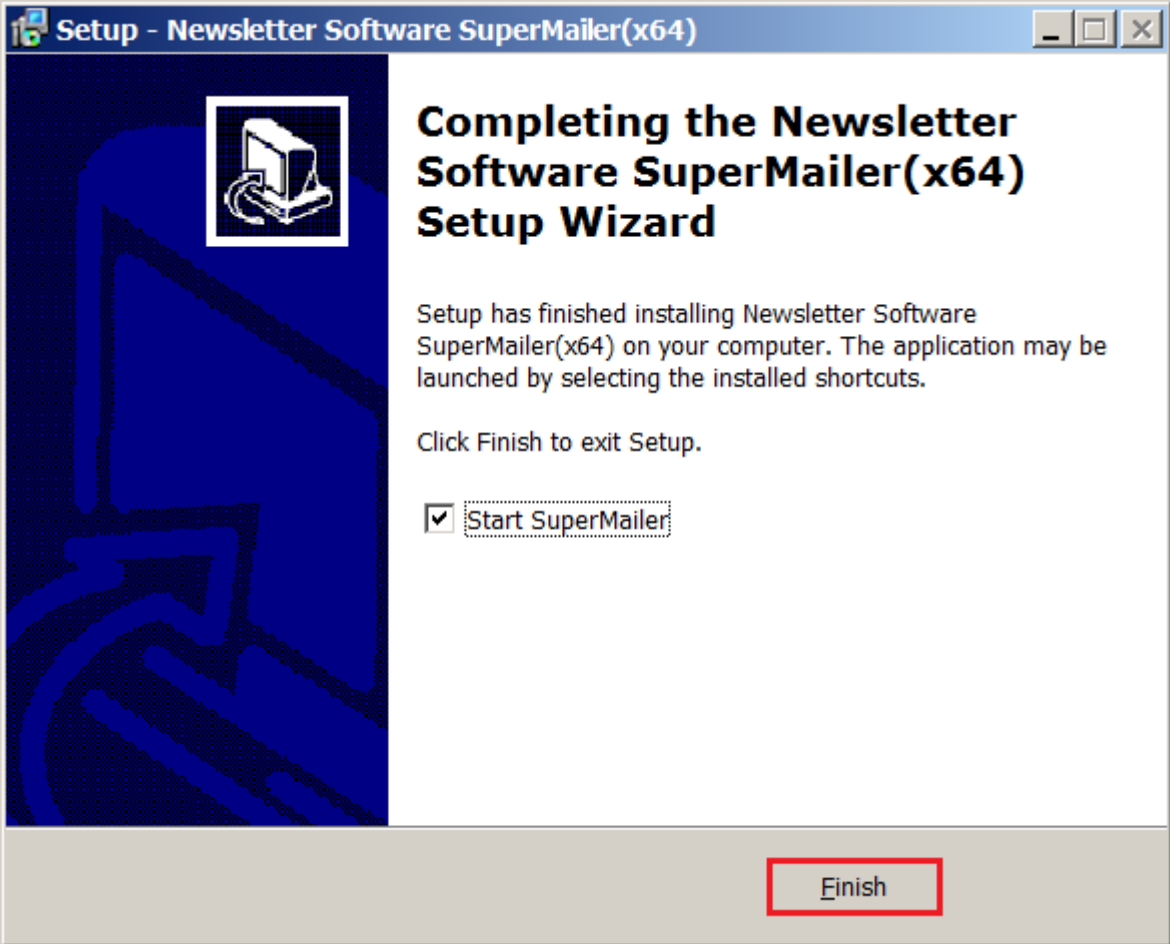 Setup - Newsletter Software SuperMailer(x64)
Completing the Newsletter
Software SuperMailer(x64)
Setup Wizard
Setup has finished installing Newsletter Software
SuperMailer(x64) on your computer. The application may be
launched by selecting the installed shortcuts.
Click Finish to exit Setup.
Start SuperMailer
Finish